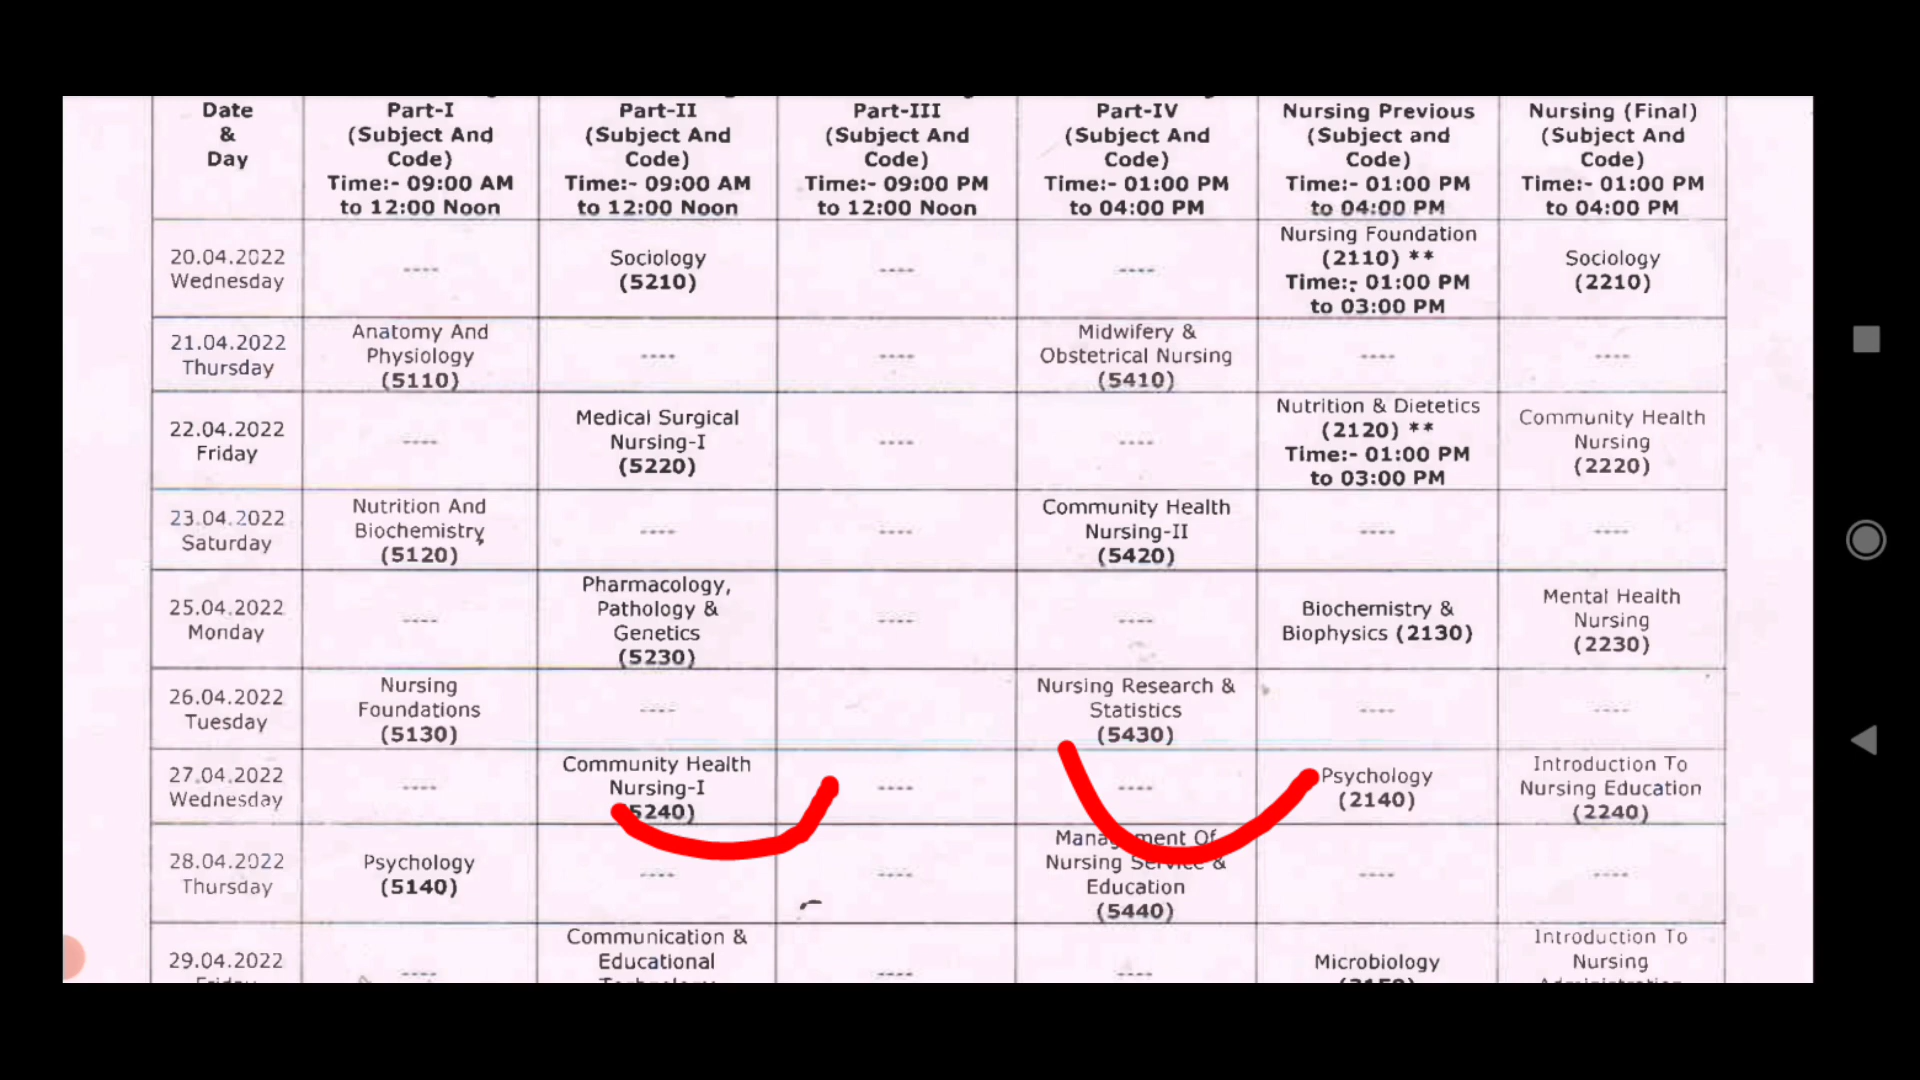 Date
&
Day
Part-I
(Subject And
Code)
Time:- 09:00 AM
to 12:00 Noon
Part-II
(Subject And
Code)
Time:- 09:00 AM
to 12:00 Noon
Part-III
(Subject And
Code)
Time:- 09:00 PM
to 12:00 Noon
Part-IV
(Subject And
Code)
Time:- 01:00 PM
to 04:00 PM
Nursing Previous
(Subject and
Code)
Time:- 01:00 PM
to 04:00 PM
Nursing (Final)
(Subject And
Code)
Time:- 01:00 PM
to 04:00 PM
20.04.2022
Wednesday
----
Sociology
(5210)
----
----
Nursing Foundation
(2110) **
Time:- 01:00 PM
to 03:00 PM
Sociology
(2210)
21.04.2022
Thursday
Anatomy And
Physiology
(5110)
----
----
Midwifery &
Obstetrical Nursing
(5410)
----
----
22.04.2022
Friday
----
Medical Surgical
Nursing-I
(5220)
----
----
Nutrition & Dietetics
(2120) **
Time:- 01:00 PM
to 03:00 PM
Community Health
Nursing
(2220)
23.04.2022
Saturday
Nutrition And
Biochemistry
(5120)
----
----
Community Health
Nursing-II
(5420)
----
----
25.04.2022
Monday
----
Pharmacology,
Pathology &
Genetics
(5230)
----
----
Biochemistry &
Biophysics (2130)
Mental Health
Nursing
(2230)
26.04.2022
Tuesday
Nursing
Foundations
(5130)
----
----
Nursing Research &
Statistics
(5430)
----
----
27.04.2022
Wednesday
----
Community Health
Nursing-I
(5240)
----
----
Psychology
(2140)
Introduction To
Nursing Education
(2240)
28.04.2022
Thursday
Psychology
(5140)
----
----
Management Of
Nursing Service &
Education
(5440)
----
----
29.04.2022
Friday
----
Communication &
Educational
Technology
----
----
Microbiology
Introduction To
Nursing
Administration